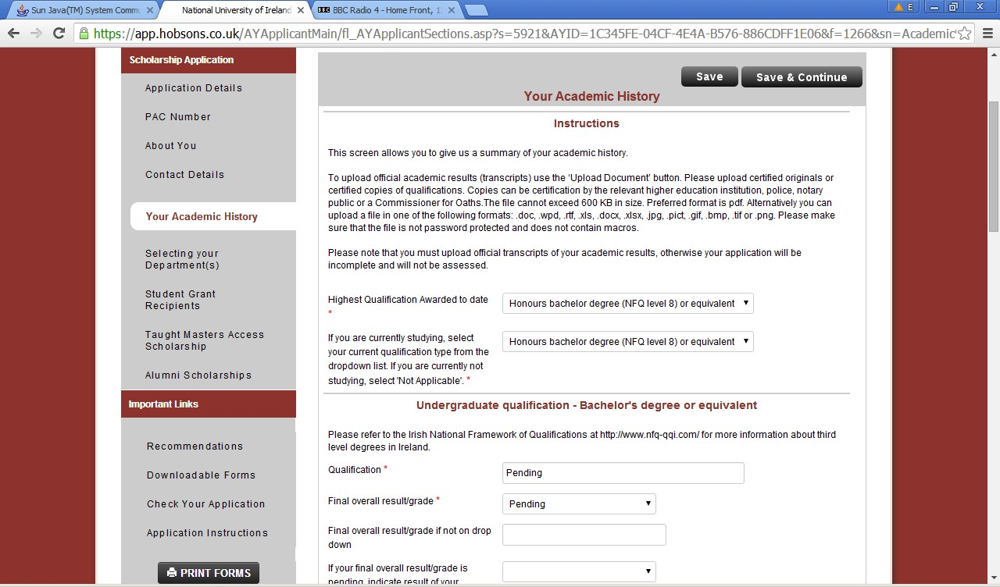 Sun Java(TM) System Commu
National University of Ireland
BBC Radio 4 - Home Front, 1
E
https://app.hobsons.co.uk/AYApplicantMain/fl_AYApplicantSections.asp?s=5921&AYID=1C345FE-04CF-4E4A-B576-886CDFF1E06&f=1266&sn=Academic
Scholarship Application
Application Details
PAC Number
About You
Contact Details
Your Academic History
Selecting your
Department(s)
Student Grant
Recipients
Taught Masters Access
Scholarship
Alumni Scholarships
Important Links
Recommendations
Downloadable Forms
Check Your Application
Application Instructions
PRINT FORMS
Save
Save & Continue
Your Academic History
Instructions
This screen allows you to give us a summary of your academic history.
To upload official academic results (transcripts) use the ‘Upload Document’ button. Please upload certified originals or
certified copies of qualifications. Copies can be certification by the relevant higher education institution, police, notary
public or a Commissioner for Oaths.The file cannot exceed 600 KB in size. Preferred format is pdf. Alternatively you can
upload a file in one of the following formats: .doc, .wpd, .rtf, .xls, .docx, .xlsx, .jpg, .pict, .gif, .bmp, .tif or .png. Please make
sure that the file is not password protected and does not contain macros.
Please note that you must upload official transcripts of your academic results, otherwise your application will be
incomplete and will not be assessed.
Highest Qualification Awarded to date
*
Honours bachelor degree (NFQ level 8) or equivalent
If you are currently studying, select
your current qualification type from the
dropdown list. If you are currently not
studying, select 'Not Applicable'. *
Honours bachelor degree (NFQ level 8) or equivalent
Undergraduate qualification - Bachelor's degree or equivalent
Please refer to the Irish National Framework of Qualifications at http://www.nfq-qqi.com/ for more information about third
level degrees in Ireland.
Qualification *
Pending
Final overall result/grade *
Pending
Final overall result/grade if not on drop
down
If your final overall result/grade is
pending, indicate result of your